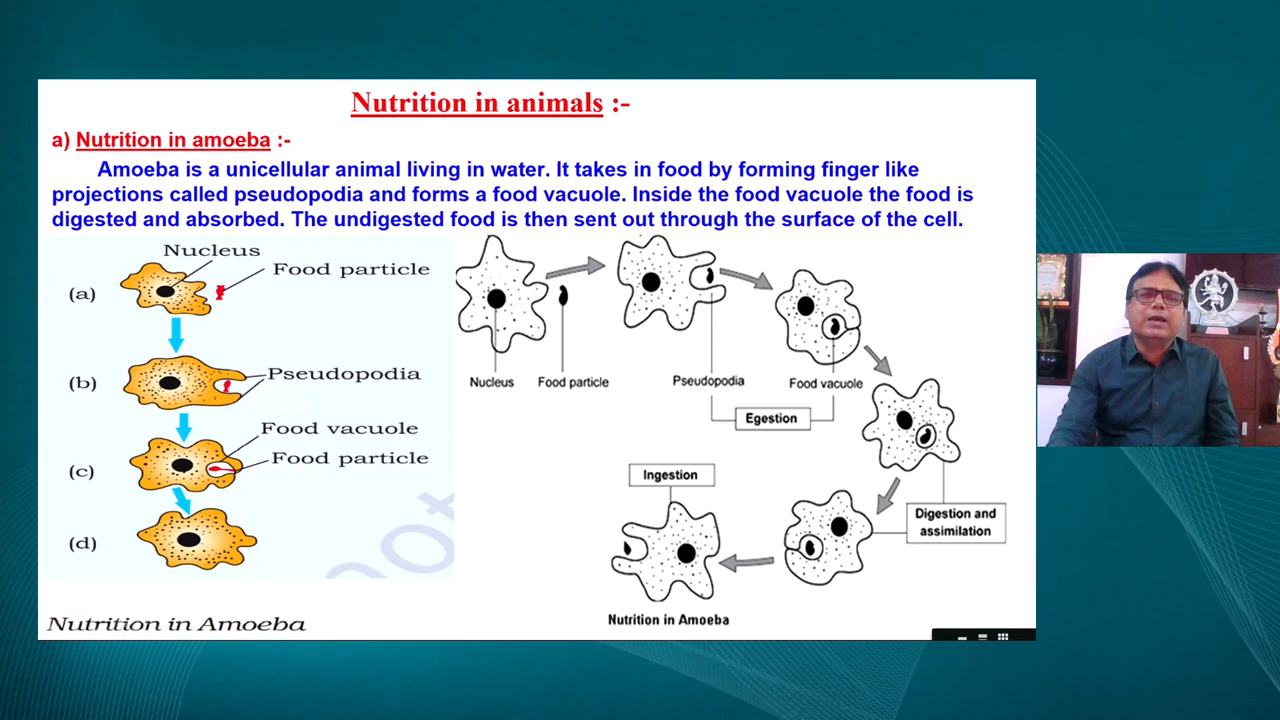 Nutrition in animals :-
a) Nutrition in amoeba :-
Amoeba is a unicellular animal living in water. It takes in food by forming finger like
projections called pseudopodia and forms a food vacuole. Inside the food vacuole the food is
digested and absorbed. The undigested food is then sent out through the surface of the cell.
Nucleus
Food particle
(a)
(b)
Pseudopodia
Food vacuole
(c)
Food particle
(d)
Nutrition in Amoeba
Nucleus
Food particle
Pseudopodia
Food vacuole
Egestion
Ingestion
Digestion and
assimilation
Nutrition in Amoeba